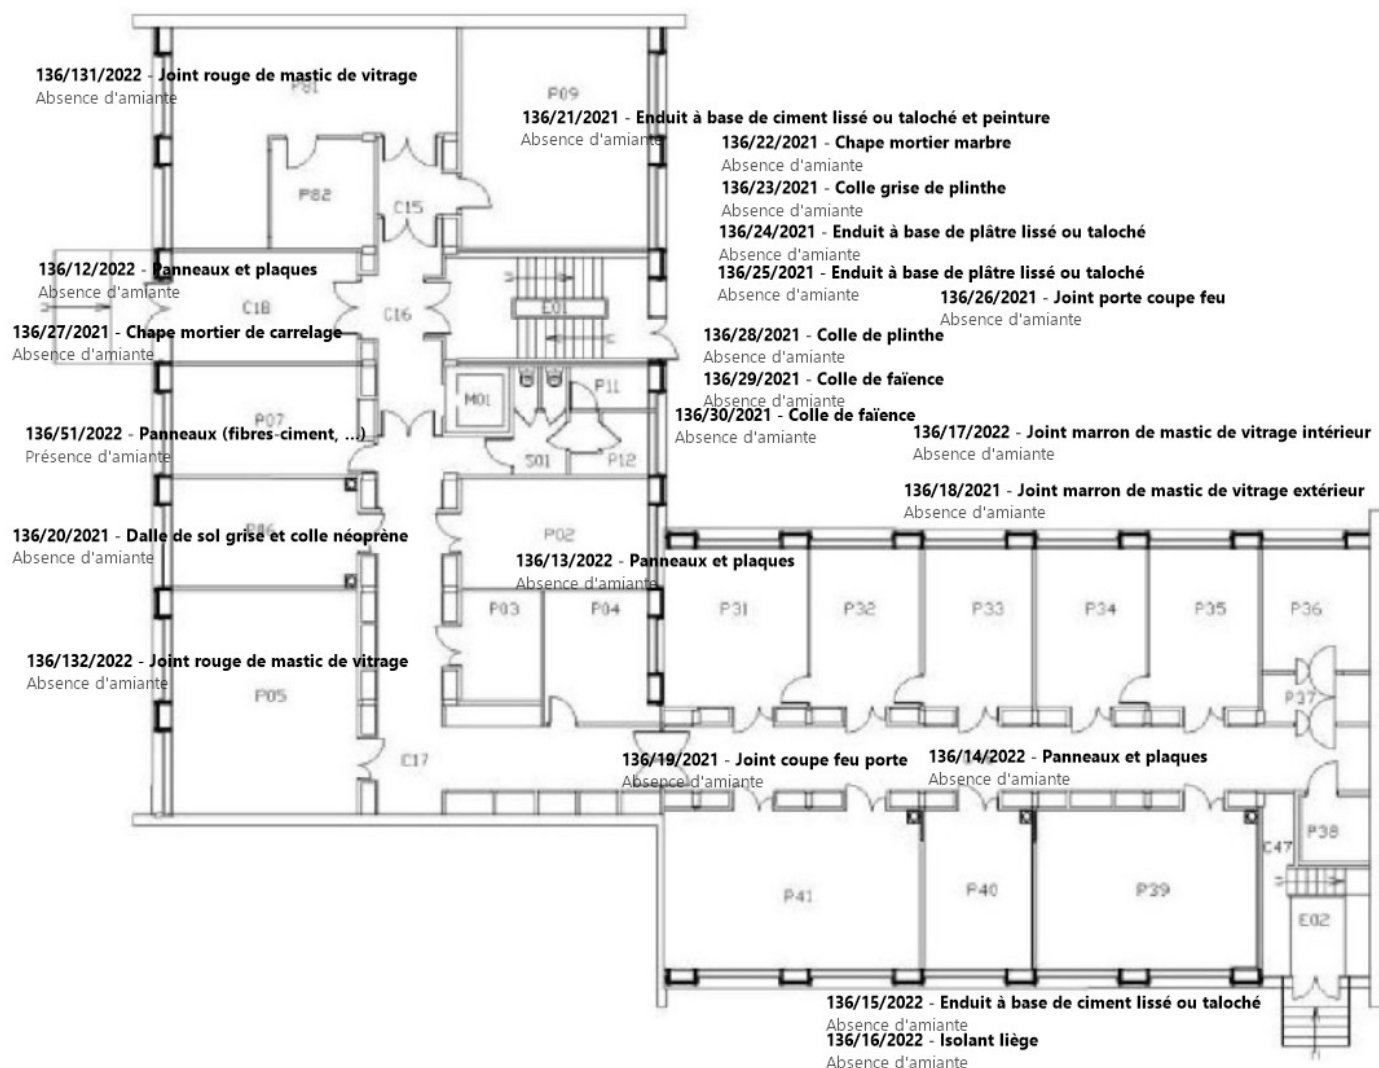 136/131/2022 - Joint rouge de mastic de vitrage
Absence d'amiante
P81
P09
136/21/2021 - Enduit à base de ciment lissé ou taloché et peinture
Absence d'amiante
136/22/2021 - Chape mortier marbre
Absence d'amiante
P82
136/23/2021 - Colle grise de plinthe
Absence d'amiante
C15
136/24/2021 - Enduit à base de plâtre lissé ou taloché
Absence d'amiante
136/12/2022 - Panneaux et plaques
Absence d'amiante
136/25/2021 - Enduit à base de plâtre lissé ou taloché
Absence d'amiante
136/26/2021 - Joint porte coupe feu
Absence d'amiante
C18
C16
E01
136/27/2021 - Chape mortier de carrelage
Absence d'amiante
136/28/2021 - Colle de plinthe
Absence d'amiante
136/29/2021 - Colle de faïence
Absence d'amiante
P11
M01
136/30/2021 - Colle de faïence
Absence d'amiante
P07
136/51/2022 - Panneaux (fibres-ciment, ...)
Présence d'amiante
136/17/2022 - Joint marron de mastic de vitrage intérieur
Absence d'amiante
S01
P12
136/18/2021 - Joint marron de mastic de vitrage extérieur
Absence d'amiante
P06
136/20/2021 - Dalle de sol grise et colle néoprène
Absence d'amiante
P02
136/13/2022 - Panneaux et plaques
Absence d'amiante
P03
P04
P31
P32
P33
P34
P35
P36
136/132/2022 - Joint rouge de mastic de vitrage
Absence d'amiante
P05
P37
C17
136/19/2021 - Joint coupe feu porte
Absence d'amiante
136/14/2022 - Panneaux et plaques
Absence d'amiante
P38
C47
P41
P40
P39
E02
136/15/2022 - Enduit à base de ciment lissé ou taloché
Absence d'amiante
136/16/2022 - Isolant liège
Absence d'amiante